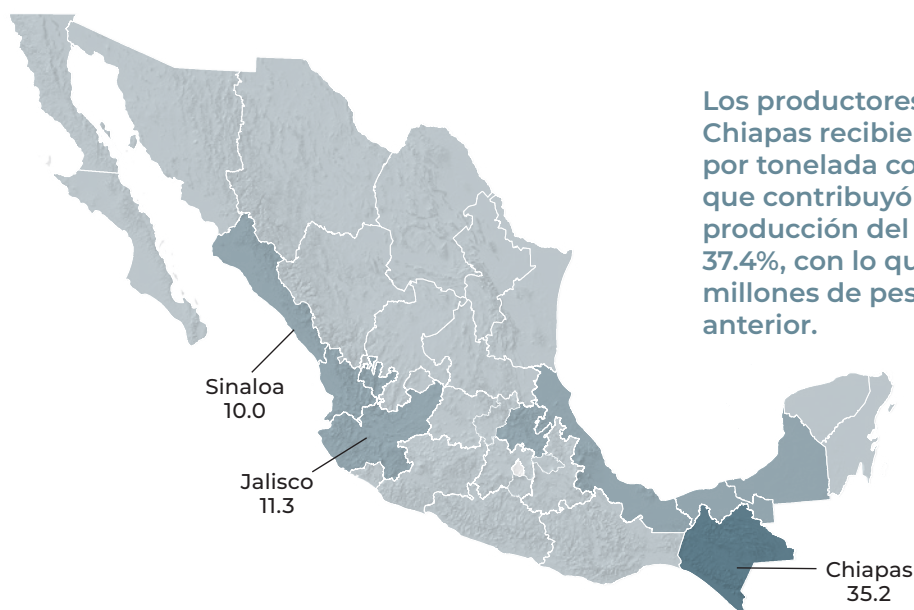 Los productores
Chiapas recibie
por tonelada co
que contribuyó
producción del
37.4%, con lo qu
millones de pes
anterior.
Sinaloa
10.0
Jalisco
11.3
Chiapas
35.2